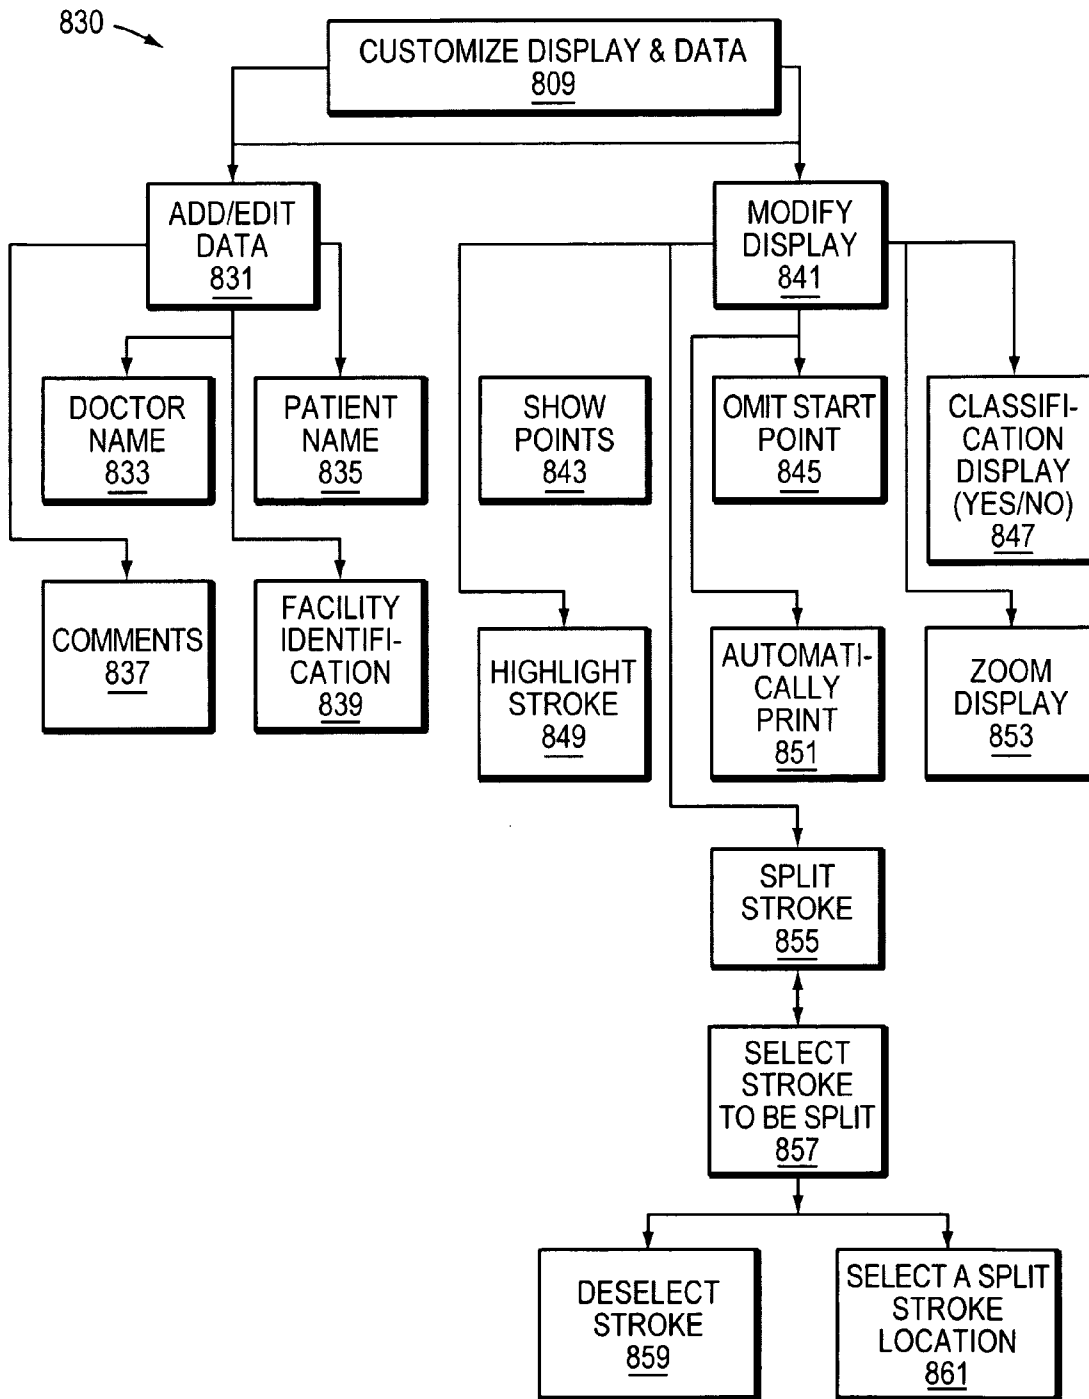 830
CUSTOMIZE DISPLAY & DATA
809
ADD/EDIT
DATA
831
MODIFY
DISPLAY
841
DOCTOR
NAME
833
PATIENT
NAME
835
SHOW
POINTS
843
OMIT START
POINT
845
CLASSIFI-
CATION
DISPLAY
(YES/NO)
847
COMMENTS
837
FACILITY
IDENTIFI-
CATION
839
HIGHLIGHT
STROKE
849
AUTOMATI-
CALLY
PRINT
851
ZOOM
DISPLAY
853
SPLIT
STROKE
855
SELECT
STROKE
TO BE SPLIT
857
DESELECT
STROKE
859
SELECT A SPLIT
STROKE
LOCATION
861